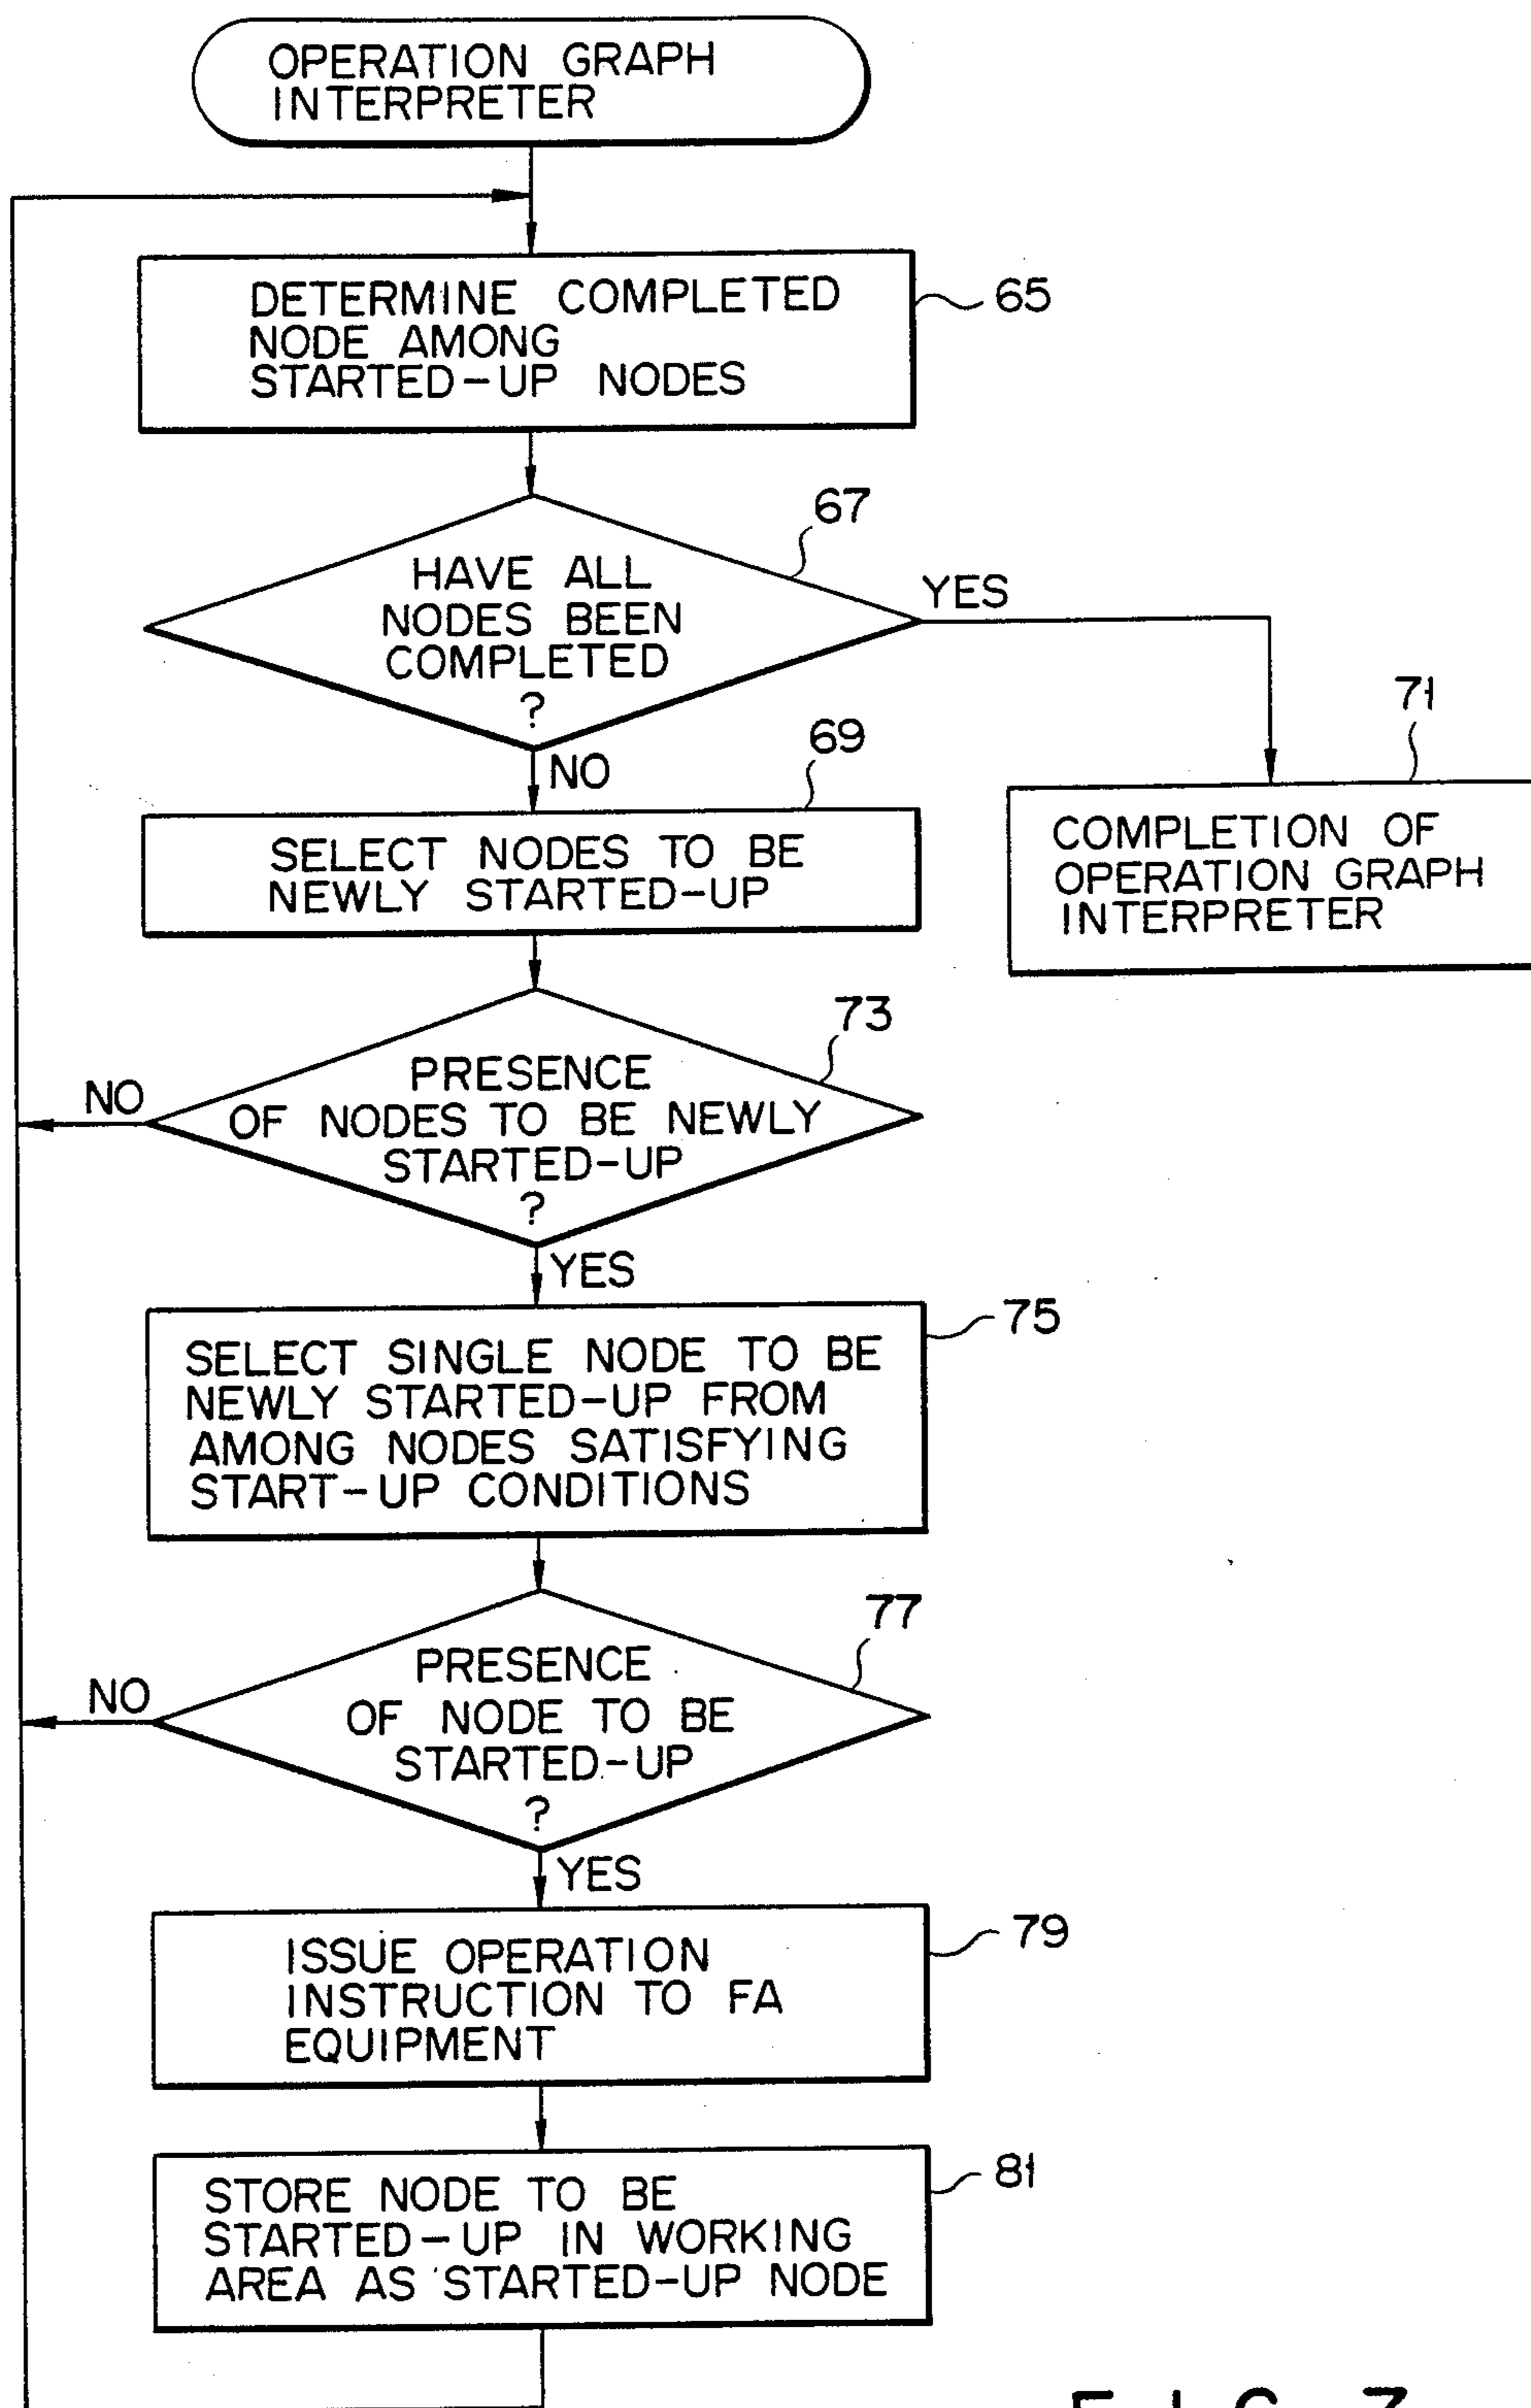 OPERATION GRAPH
INTERPRETER
DETERMINE COMPLETED
NODE AMONG
STARTED-UP NODES
65
67
HAVE ALL
NODES BEEN
COMPLETED
?
YES
NO
69
71
SELECT NODES TO BE
NEWLY STARTED-UP
COMPLETION OF
OPERATION GRAPH
INTERPRETER
73
PRESENCE
OF NODES TO BE NEWLY
STARTED-UP
?
NO
YES
75
SELECT SINGLE NODE TO BE
NEWLY STARTED-UP FROM
AMONG NODES SATISFYING
START-UP CONDITIONS
77
PRESENCE
OF NODE TO BE
STARTED-UP
?
NO
YES
79
ISSUE OPERATION
INSTRUCTION TO FA
EQUIPMENT
81
STORE NODE TO BE
STARTED-UP IN WORKING
AREA AS STARTED-UP NODE